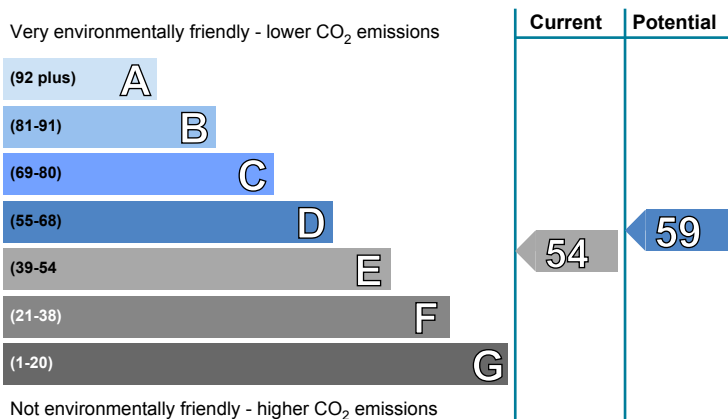 Very environmentally friendly - lower CO₂ emissions
Current
Potential
(92 plus) A
(81-91) B
(69-80) C
(55-68) D
(39-54 E
(21-38) F
(1-20) G
54
59
Not environmentally friendly - higher CO₂ emissions